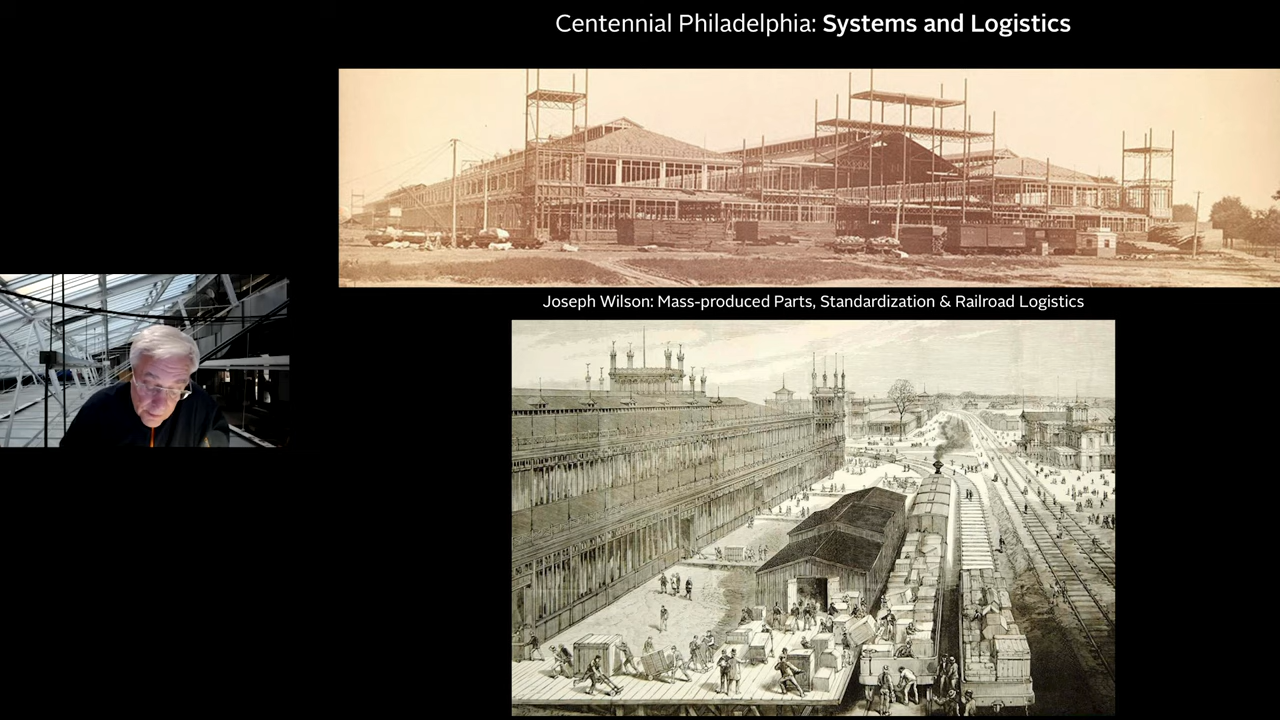 Centennial Philadelphia: Systems and Logistics
Joseph Wilson: Mass-produced Parts, Standardization & Railroad Logistics